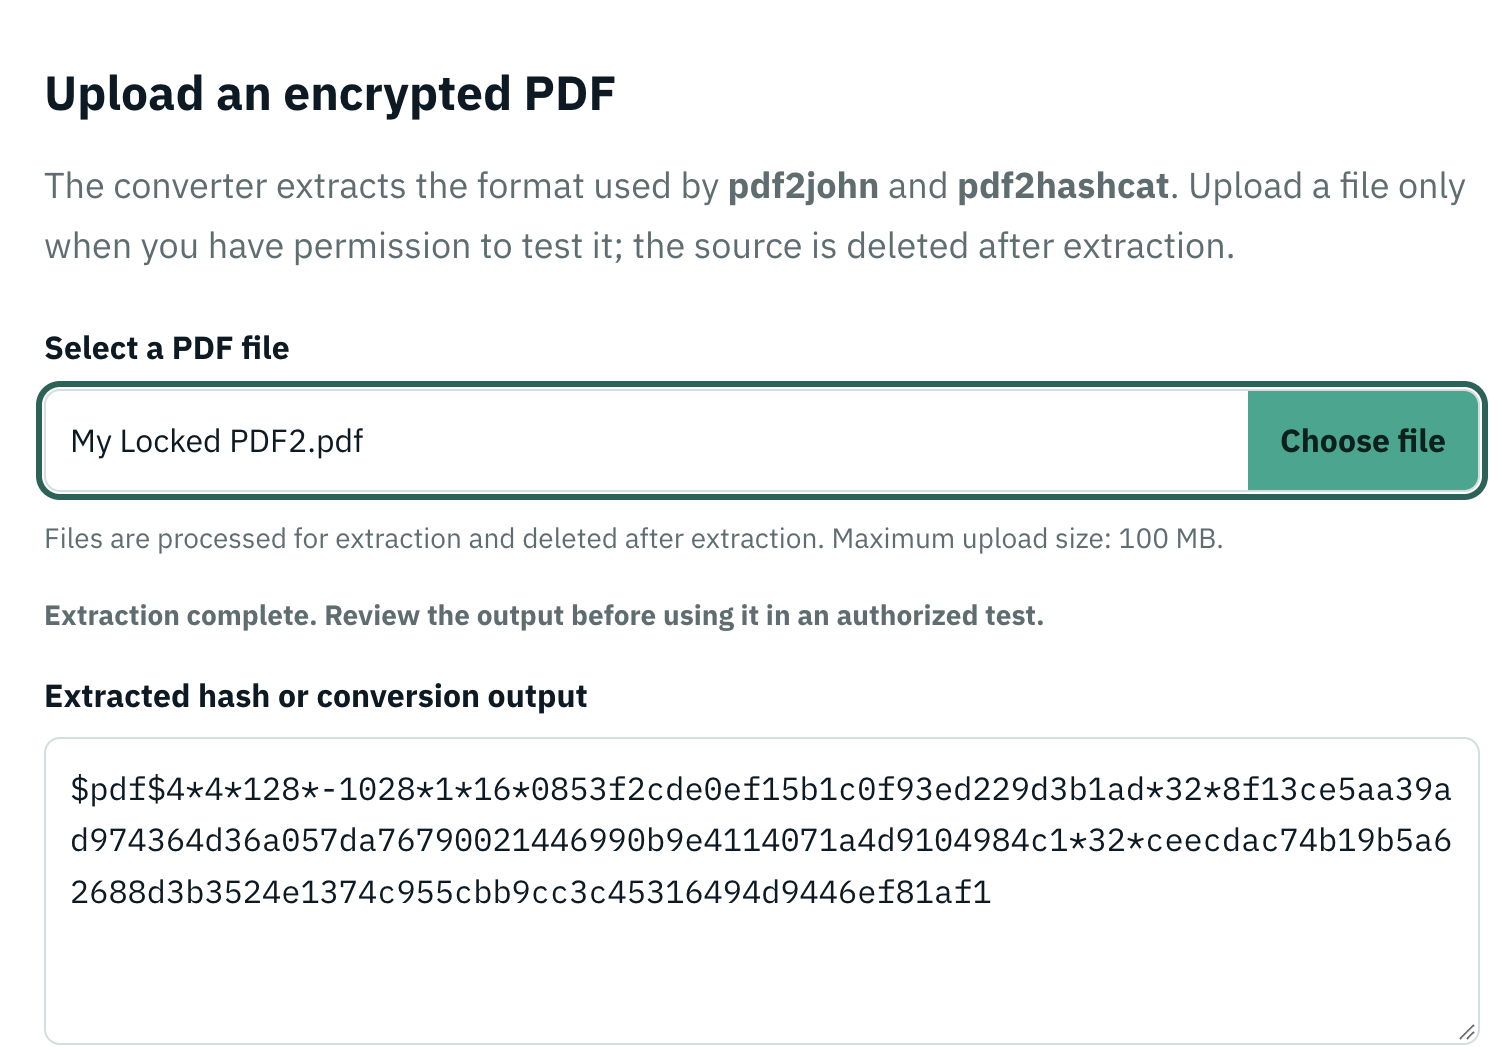 Upload an encrypted PDF
The converter extracts the format used by pdf2john and pdf2hashcat. Upload a file only
when you have permission to test it; the source is deleted after extraction.
Select a PDF file
My Locked PDF2.pdf
Choose file
Files are processed for extraction and deleted after extraction. Maximum upload size: 100 MB.
Extraction complete. Review the output before using it in an authorized test.
Extracted hash or conversion output
$pdf$4*4*128*-1028*1*16*0853f2cde0ef15b1c0f93ed229d3b1ad*32*8f13ce5aa39a
d974364d36a057da76790021446990b9e4114071a4d9104984c1*32*ceecdac74b19b5a6
2688d3b3524e1374c955cbb9cc3c45316494d9446ef81af1